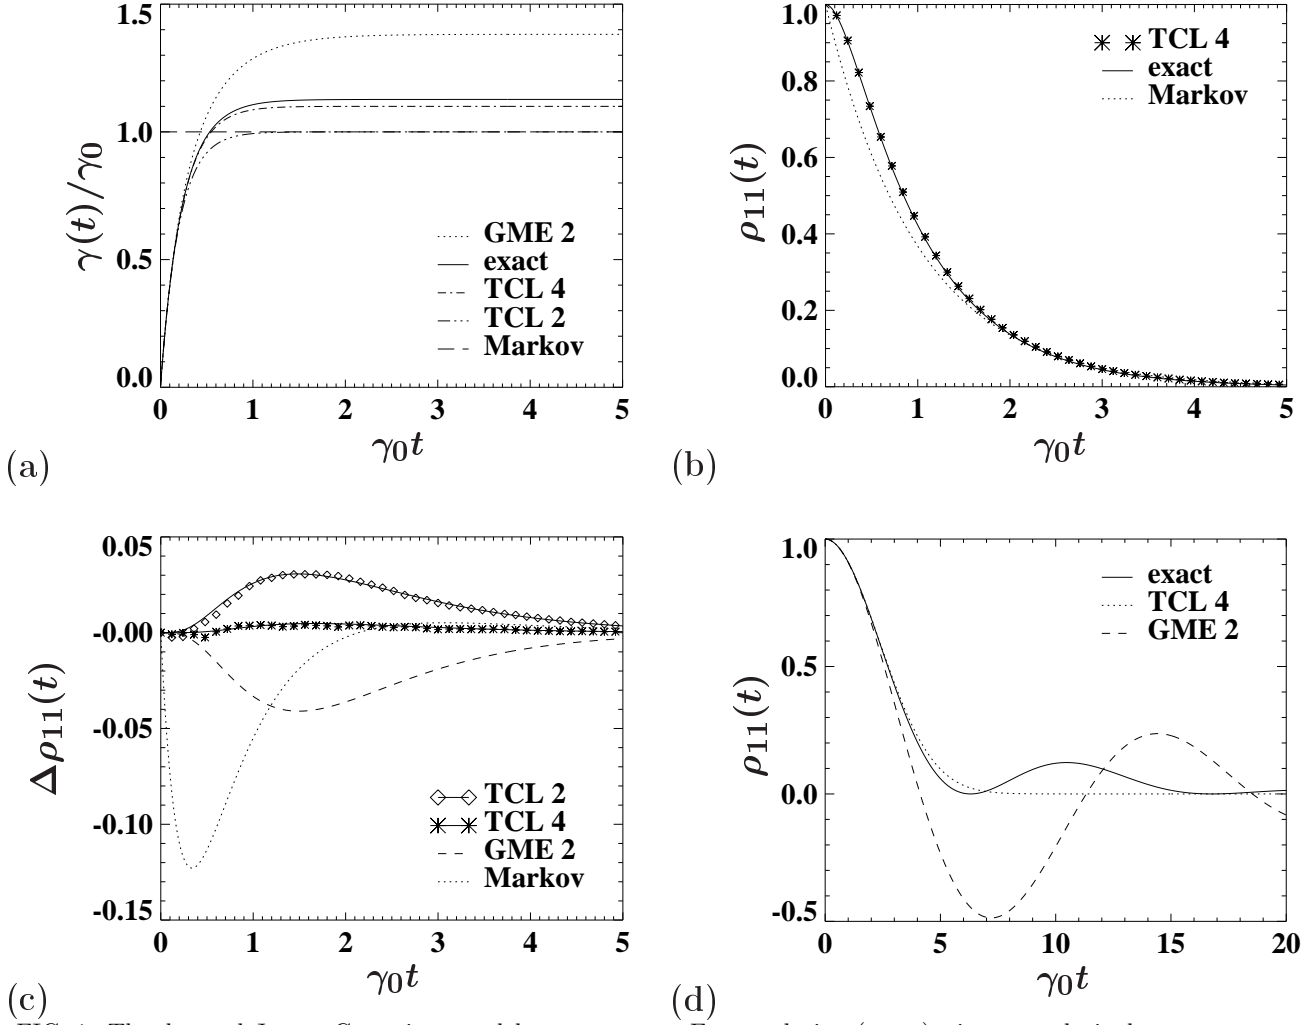 1.5
1.0
0.5
0.0
γ(t)/γ0
GME 2
exact
TCL 4
TCL 2
Markov
0 1 2 3 4 5
γ0t
(a)
1.0
0.8
0.6
0.4
0.2
0.0
ρ11(t)
TCL 4
exact
Markov
0 1 2 3 4 5
γ0t
(b)
0.05
-0.00
-0.05
-0.10
-0.15
Δρ11(t)
TCL 2
TCL 4
GME 2
Markov
0 1 2 3 4 5
γ0t
(c)
1.0
0.5
0.0
-0.5
ρ11(t)
exact
TCL 4
GME 2
0 5 10 15 20
γ0t
(d)